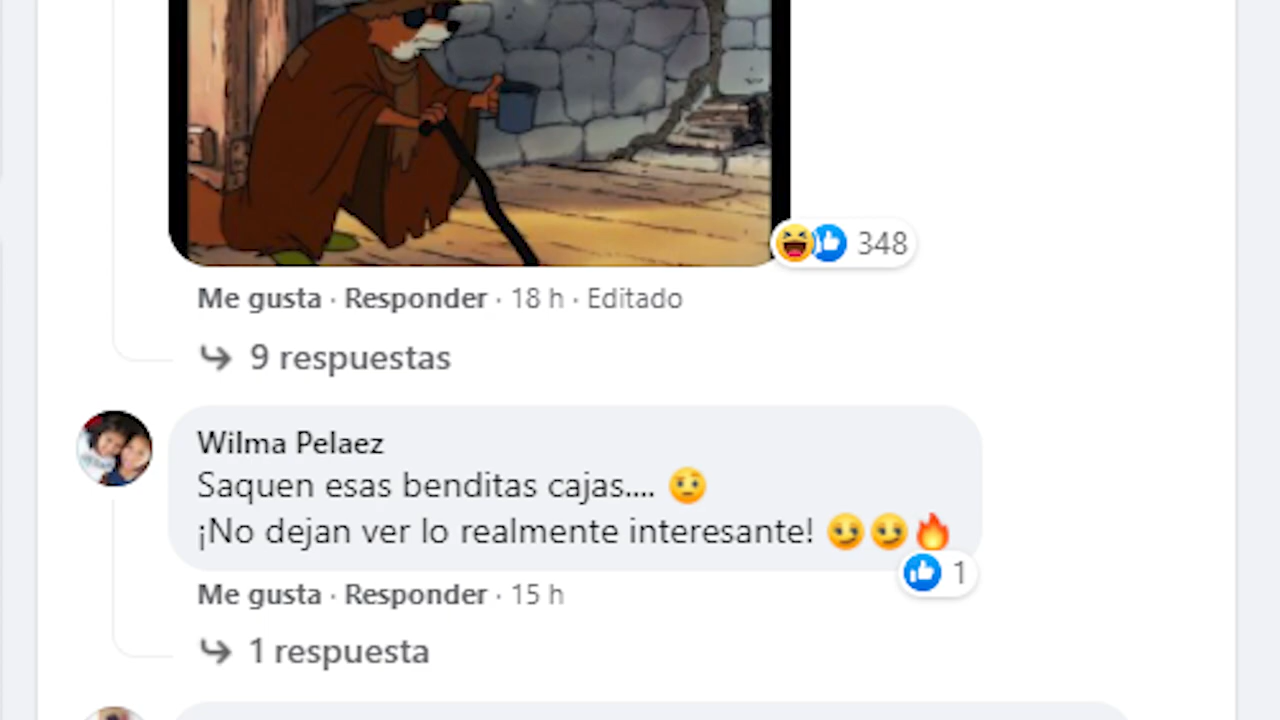 348
Me gusta · Responder · 18 h · Editado
9 respuestas
Wilma Pelaez
Saquen esas benditas cajas.... 🤨
¡No dejan ver lo realmente interesante! 😏😏🔥
1
Me gusta · Responder · 15 h
1 respuesta